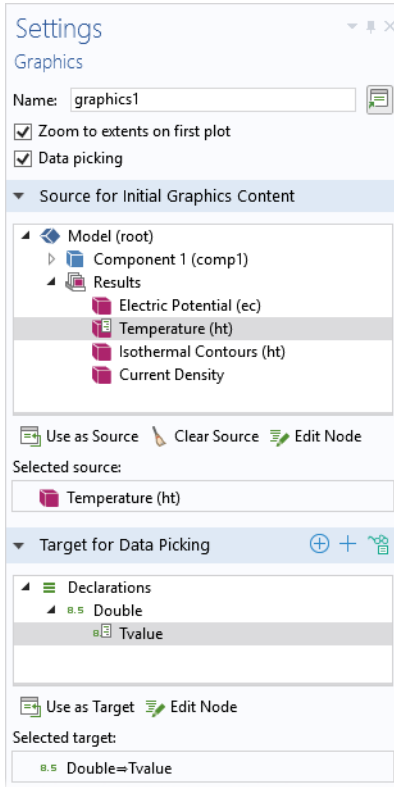 Settings
Graphics
Name: graphics1
Zoom to extents on first plot
Data picking
Source for Initial Graphics Content
Model (root)
Component 1 (comp1)
Results
Electric Potential (ec)
Temperature (ht)
Isothermal Contours (ht)
Current Density
Use as Source Clear Source Edit Node
Selected source:
Temperature (ht)
Target for Data Picking
Declarations
8.5 Double
8 Tvalue
Use as Target Edit Node
Selected target:
8.5 Double⇒Tvalue